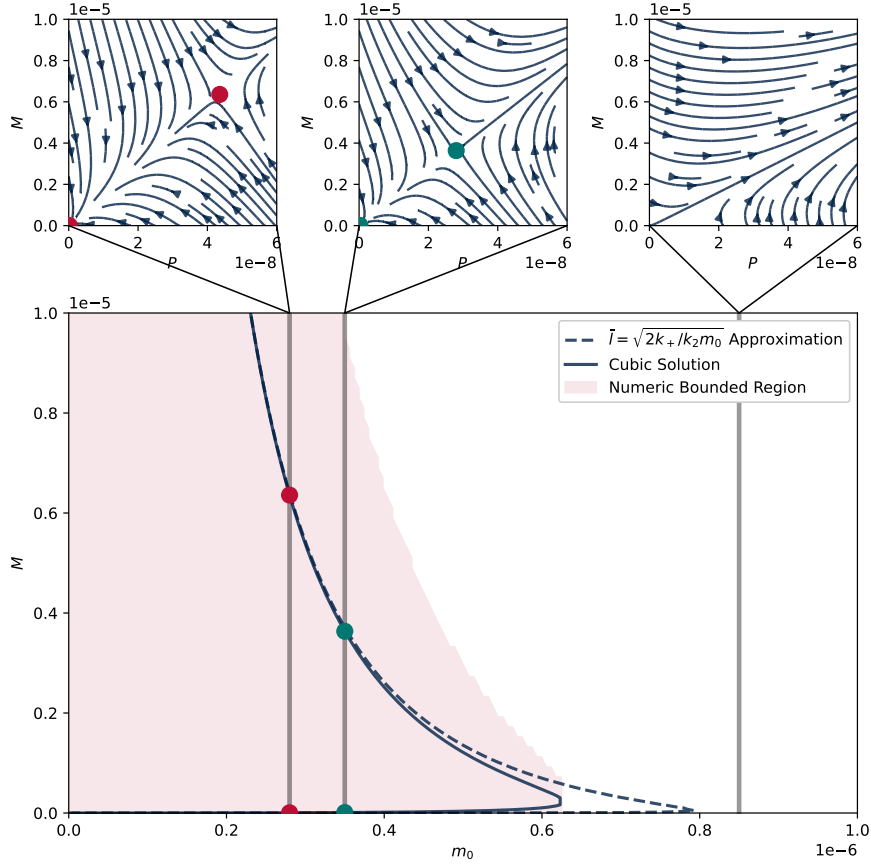 1e−5 1e−5 1e−5
1.0 1.0 1.0
0.8 0.8 0.8
0.6 0.6 0.6
M M M
0.4 0.4 0.4
0.2 0.2 0.2
0.0 0.0 0.0
0 2 4 6 0 2 4 6 0 2 4 6
P 1e−8 P 1e−8 P 1e−8
1e−5
1.0
0.8
0.6
M
0.4
0.2
0.0
l̄ = √2k₊/k₂m₀ Approximation
Cubic Solution
Numeric Bounded Region
0.0 0.2 0.4 0.6 0.8 1.0
m₀ 1e−6